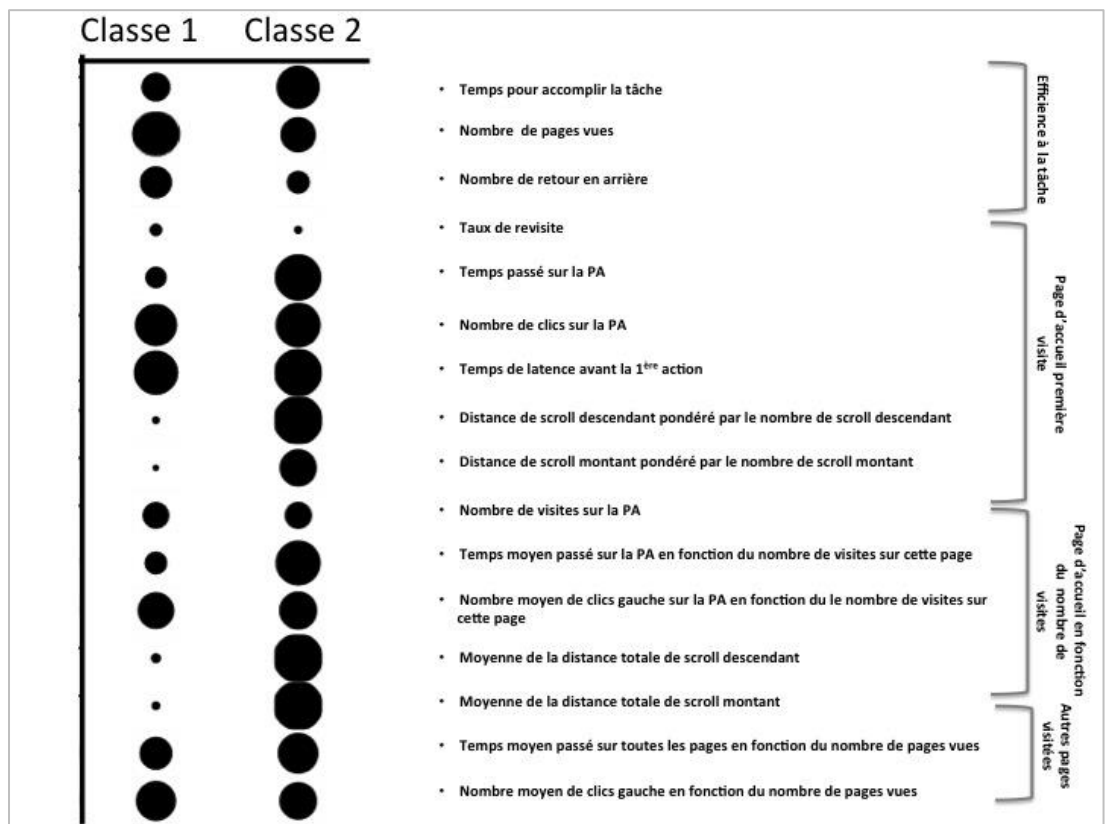 Classe 1 Classe 2
• Temps pour accomplir la tâche
• Nombre de pages vues
• Nombre de retour en arrière
• Taux de revisite
• Temps passé sur la PA
• Nombre de clics sur la PA
• Temps de latence avant la 1ère action
• Distance de scroll descendant pondéré par le nombre de scroll descendant
• Distance de scroll montant pondéré par le nombre de scroll montant
• Nombre de visites sur la PA
• Temps moyen passé sur la PA en fonction du nombre de visites sur cette page
• Nombre moyen de clics gauche sur la PA en fonction du le nombre de visites sur
cette page
• Moyenne de la distance totale de scroll descendant
• Moyenne de la distance totale de scroll montant
• Temps moyen passé sur toutes les pages en fonction du nombre de pages vues
• Nombre moyen de clics gauche en fonction du nombre de pages vues
Efficience à la tâche
Page d'accueil première
visite
Page d'accueil en fonction
du nombre de
visites
Autres pages
visitées